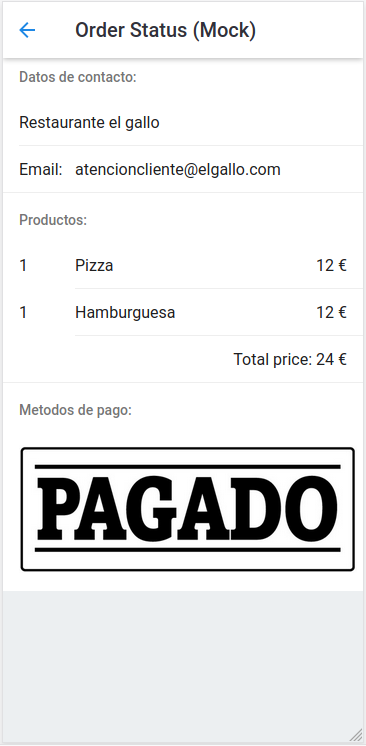 Order Status (Mock)
Datos de contacto:
Restaurante el gallo
Email: atencioncliente@elgallo.com
Productos:
1 Pizza 12 €
1 Hamburguesa 12 €
Total price: 24 €
Metodos de pago:
PAGADO